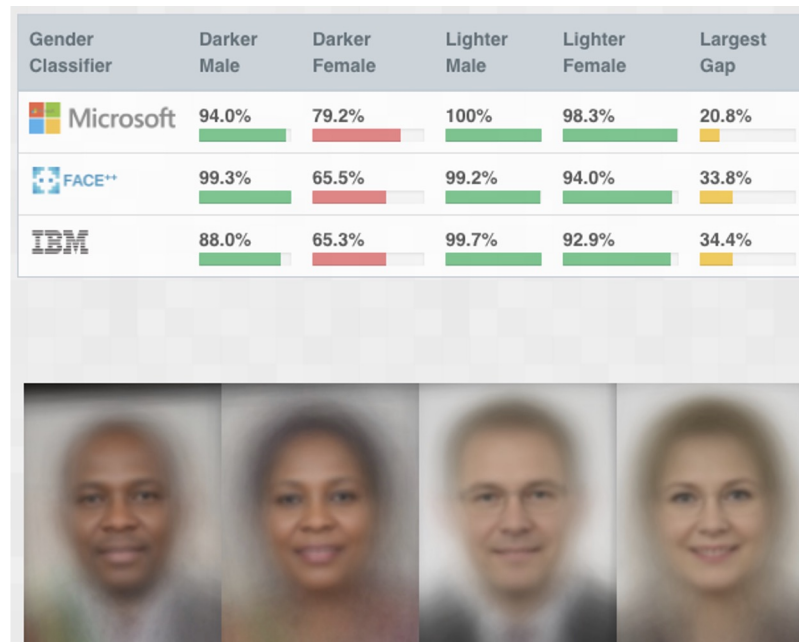 Gender Classifier Darker Male Darker Female Lighter Male Lighter Female Largest Gap
Microsoft 94.0% 79.2% 100% 98.3% 20.8%
FACE++ 99.3% 65.5% 99.2% 94.0% 33.8%
IBM 88.0% 65.3% 99.7% 92.9% 34.4%